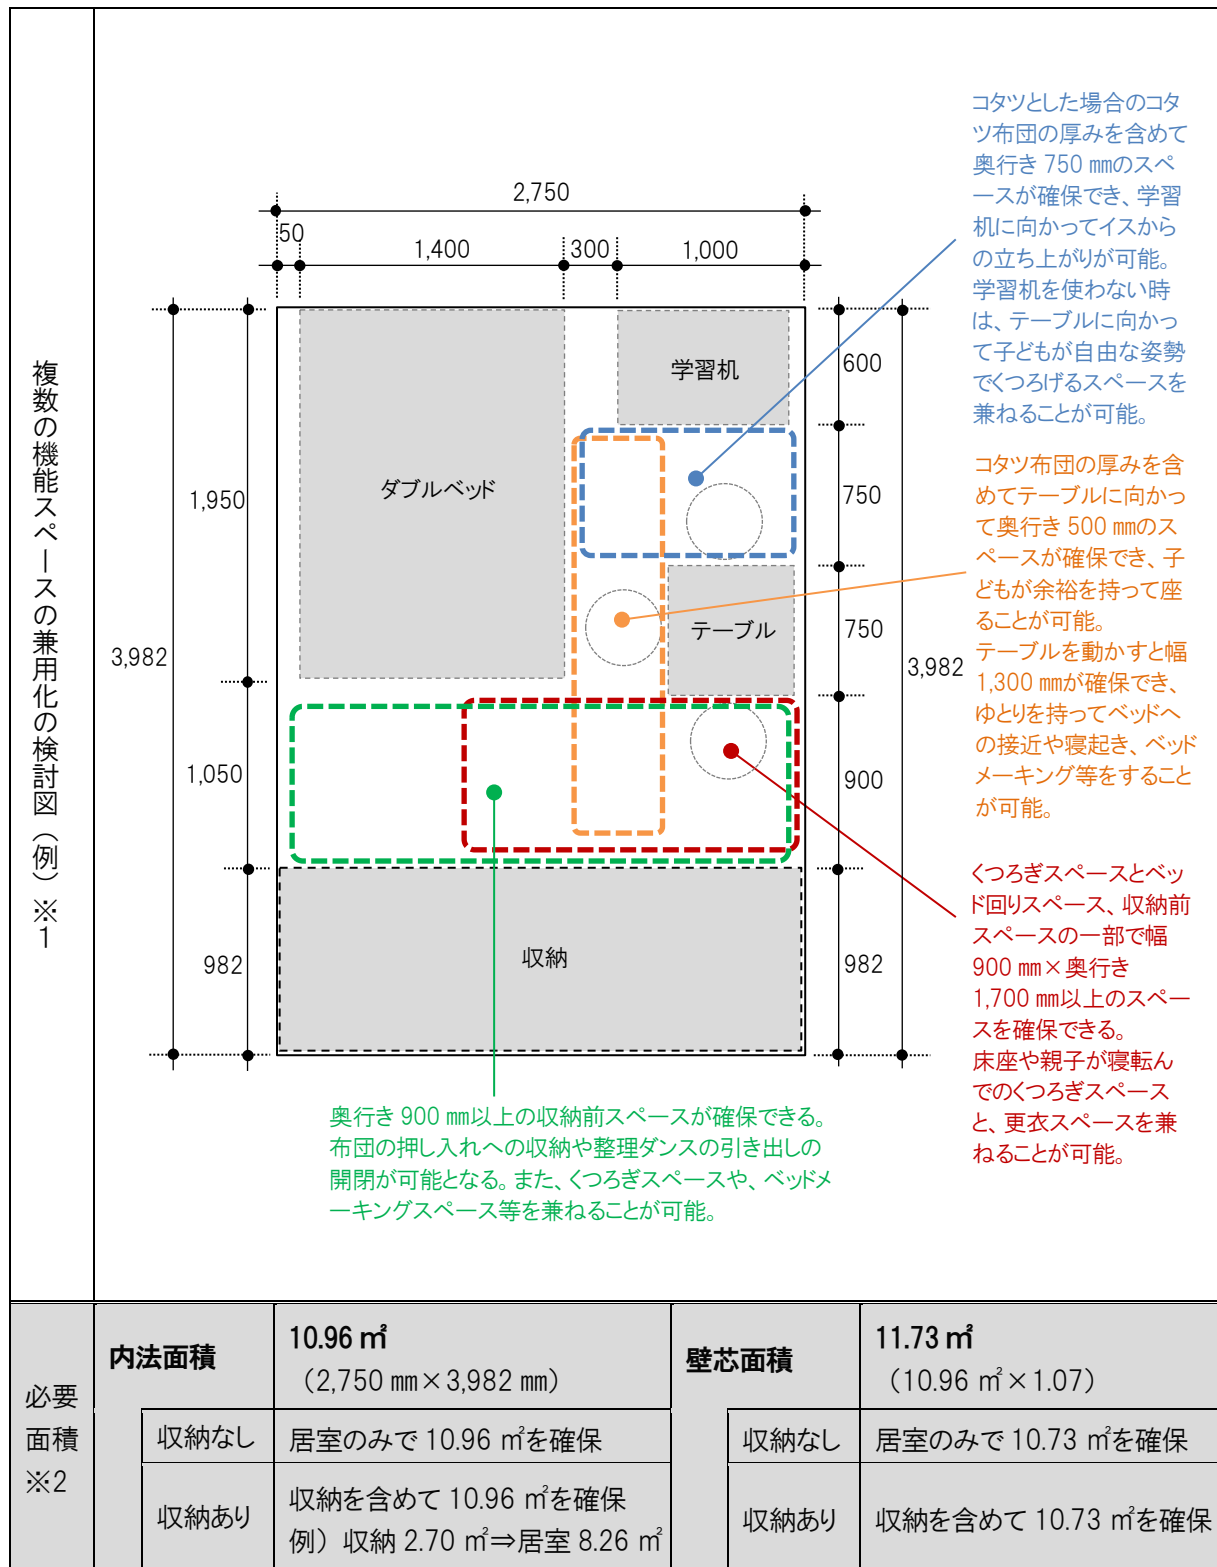 複数の機能スペースの兼用化の検討図（例）※1
2,750
50
1,400
300
1,000
3,982
1,950
1,050
982
600
750
750
900
982
3,982
学習机
ダブルベッド
テーブル
収納
コタツとした場合のコタ
ツ布団の厚みを含めて
奥行き 750 ㎜のスペ
ースが確保でき、学習
机に向かってイスから
の立ち上がりが可能。
学習机を使わない時
は、テーブルに向かっ
て子どもが自由な姿勢
でくつろげるスペースを
兼ねることが可能。
コタツ布団の厚みを含
めてテーブルに向かっ
て奥行き 500 ㎜のス
ペースが確保でき、子
どもが余裕を持って座
ることが可能。
テーブルを動かすと幅
1,300 ㎜が確保でき、
ゆとりを持ってベッドへ
の接近や寝起き、ベッド
メーキング等をすること
が可能。
くつろぎスペースとベッ
ド回りスペース、収納前
スペースの一部で幅
900 ㎜×奥行き
1,700 ㎜以上のスペー
スを確保できる。
床座や親子が寝転ん
でのくつろぎスペース
と、更衣スペースを兼
ねることが可能。
奥行き 900 ㎜以上の収納前スペースが確保できる。
布団の押し入れへの収納や整理ダンスの引き出しの
開閉が可能となる。また、くつろぎスペースや、ベッドメ
ーキングスペース等を兼ねることが可能。
必要
面積
※2
内法面積
10.96 ㎡
（2,750 ㎜×3,982 ㎜）
壁芯面積
11.73 ㎡
（10.96 ㎡×1.07）
収納なし
居室のみで 10.96 ㎡を確保
収納なし
居室のみで 10.73 ㎡を確保
収納あり
収納を含めて 10.96 ㎡を確保
例）収納 2.70 ㎡⇒居室 8.26 ㎡
収納あり
収納を含めて 10.73 ㎡を確保